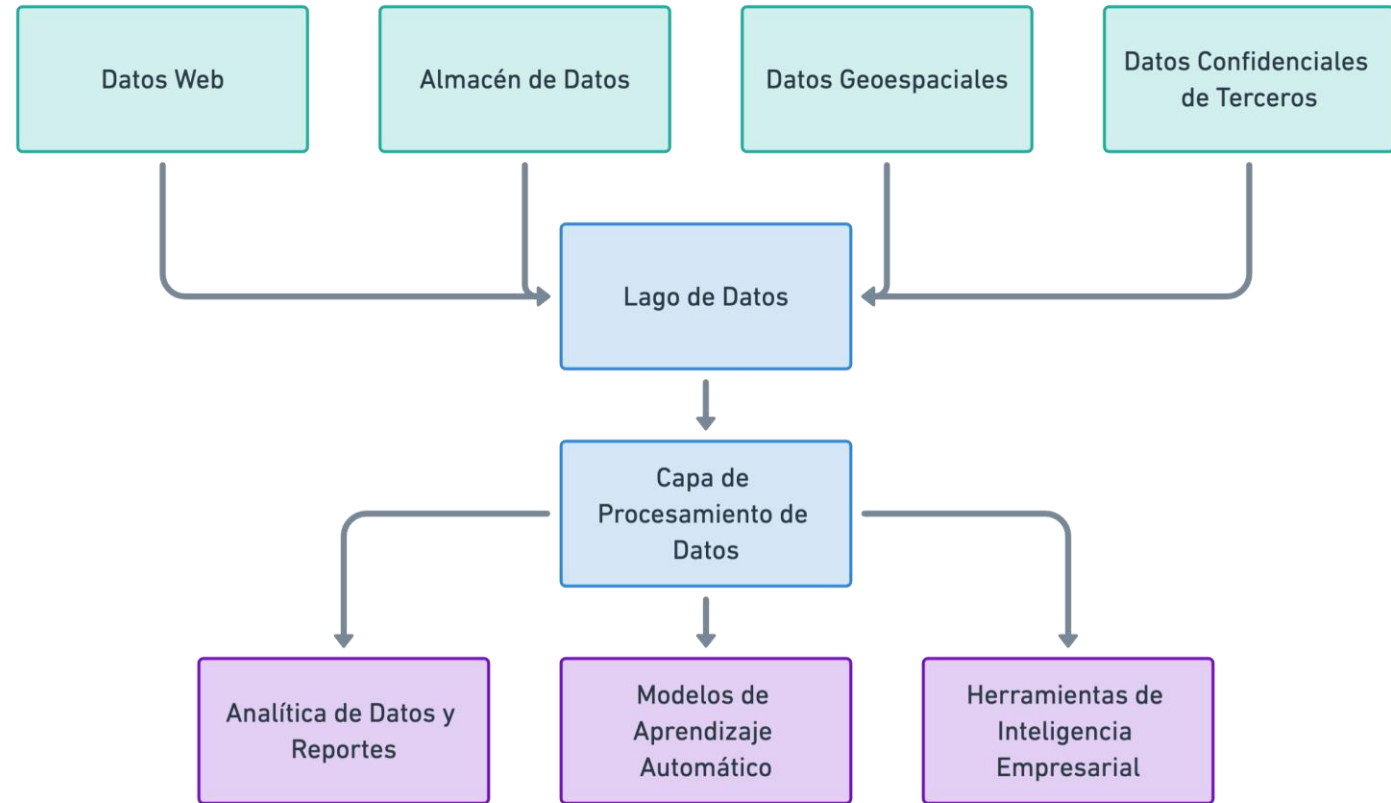 Datos Web
Almacén de Datos
Datos Geoespaciales
Datos Confidenciales
de Terceros
Lago de Datos
Capa de
Procesamiento de
Datos
Analítica de Datos y
Reportes
Modelos de
Aprendizaje
Automático
Herramientas de
Inteligencia
Empresarial